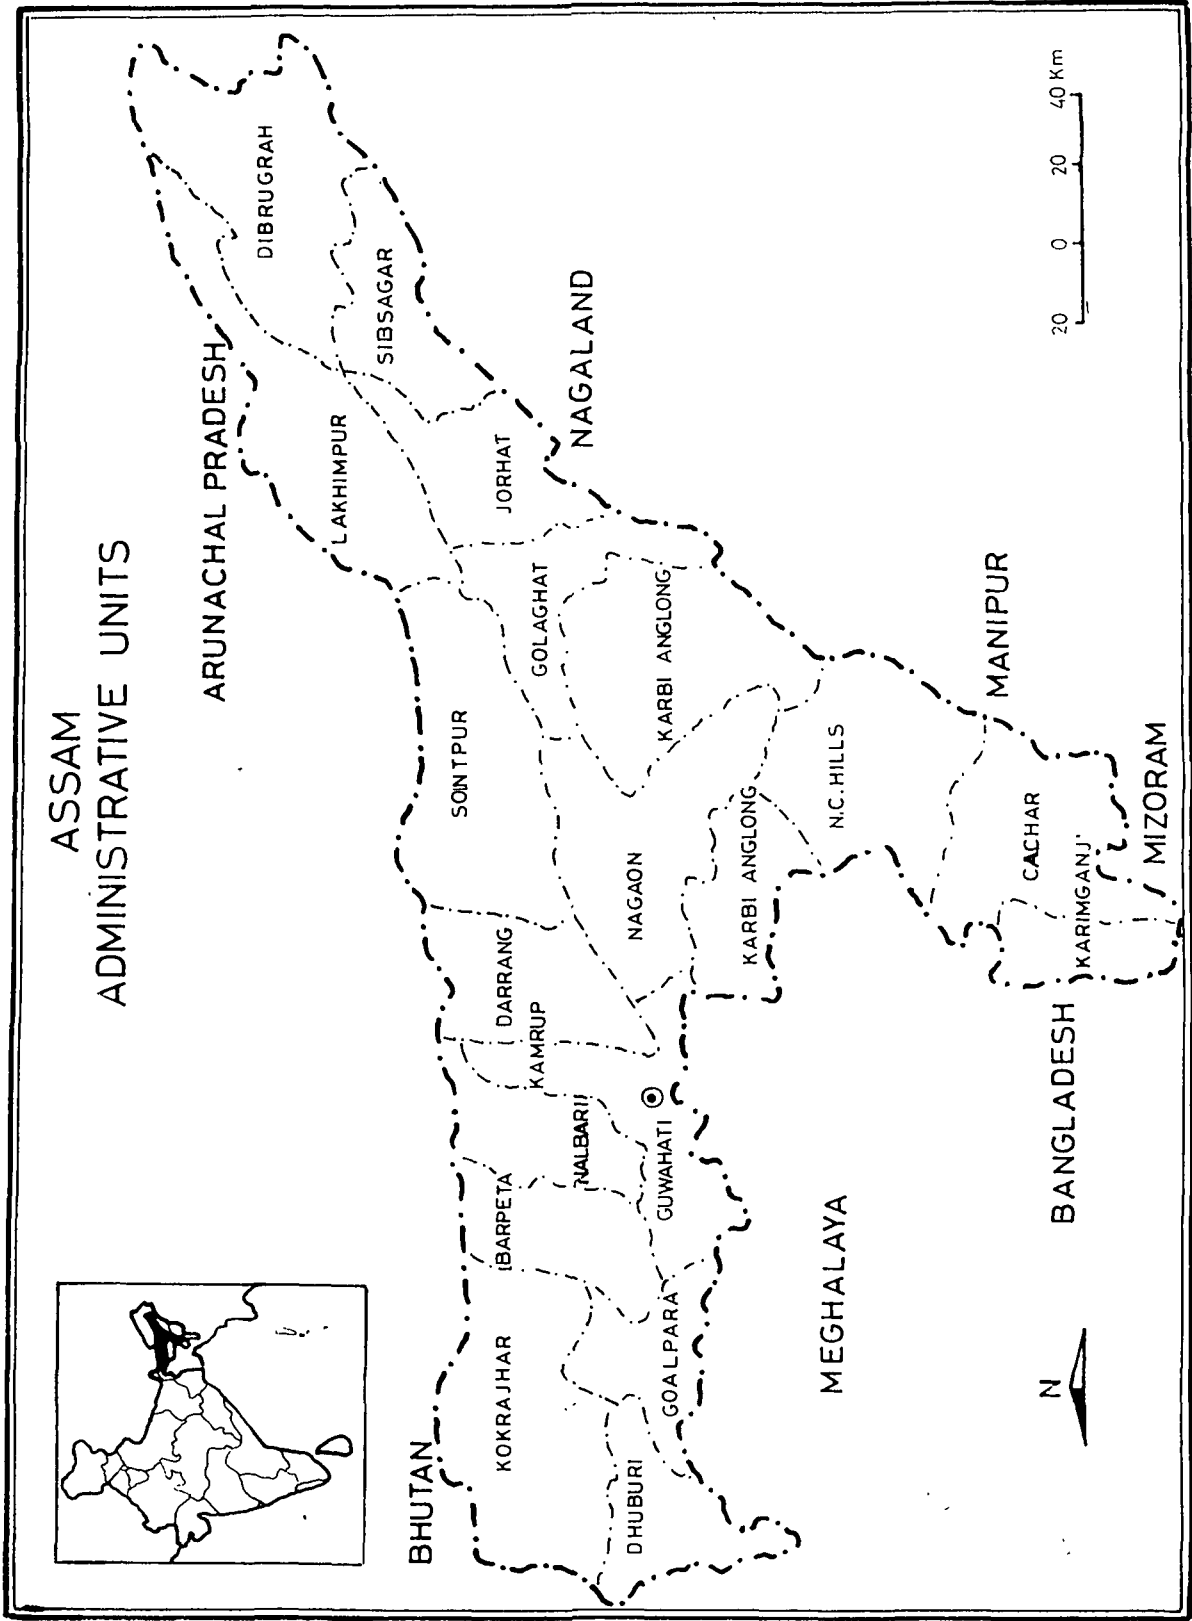 ASSAM
ADMINISTRATIVE UNITS
ARUNACHAL PRADESH
BHUTAN
DIBRUGRAH
LAKHIMPUR
SIBSAGAR
SONTPUR
JORHAT
GOLAGHAT
NAGALAND
DARRANG
KAMRUP
BARPETA
NALBARI
KOKRAJHAR
NAGAON
KARBI ANGLONG
GUWAHATI
GOALPARA
DHUBURI
KARBI ANGLONG
N.C. HILLS
MEGHALAYA
MANIPUR
CACHAR
KARIMGANJ
BANGLADESH
MIZORAM
N
20 0 20 40 Km